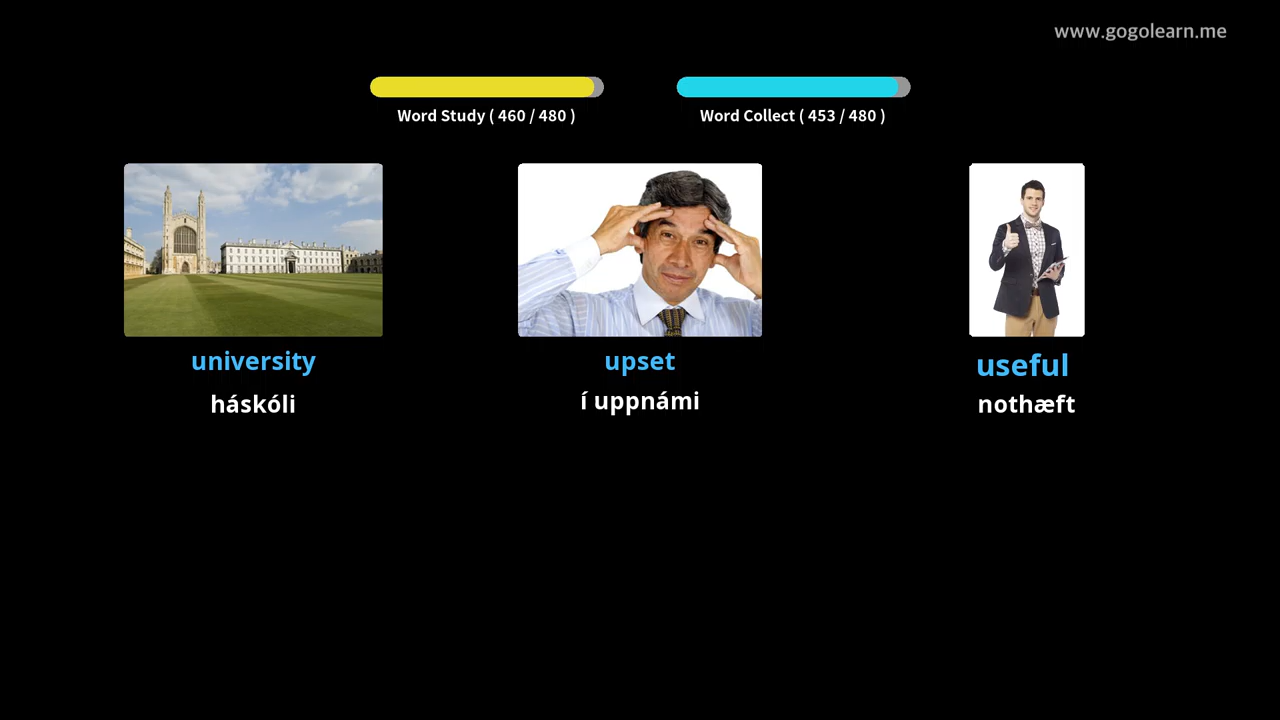 www.gogolearn.me
Word Study ( 460 / 480 )
Word Collect ( 453 / 480 )
university
upset
useful
háskóli
í uppnámi
nothæft